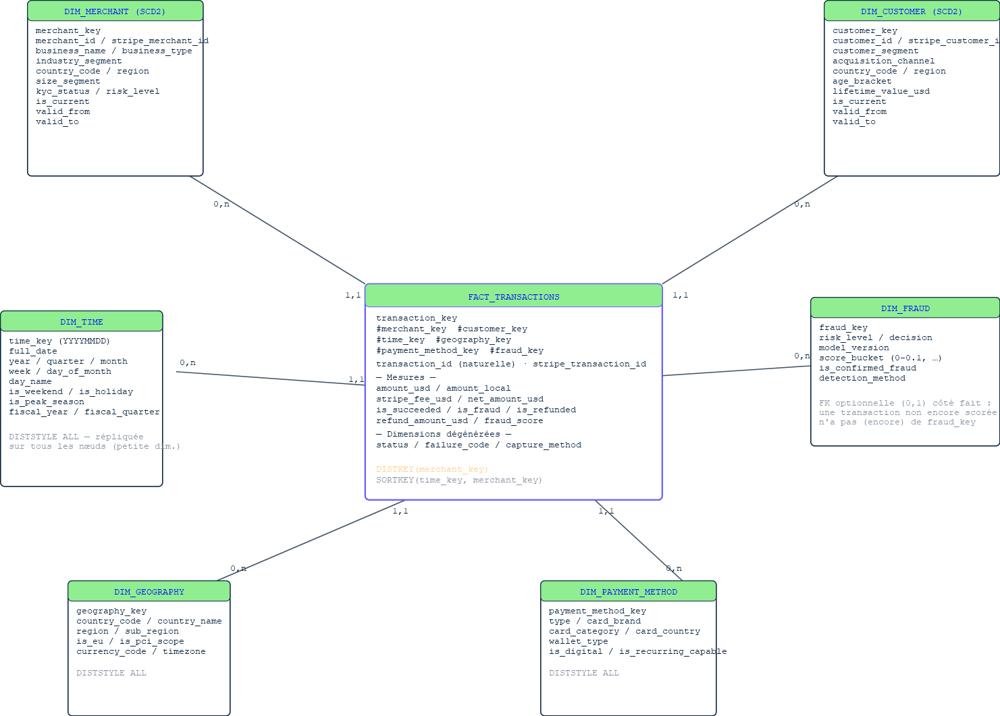 DIM_MERCHANT (SCD2)
merchant_key
merchant_id / stripe_merchant_id
business_name / business_type
industry_segment
country_code / region
size_segment
kyc_status / risk_level
is_current
valid_from
valid_to
DIM_CUSTOMER (SCD2)
customer_key
customer_id / stripe_customer_i
customer_segment
acquisition_channel
country_code / region
age_bracket
lifetime_value_usd
is_current
valid_from
valid_to
0,n
0,n
1,1
1,1
FACT_TRANSACTIONS
transaction_key
#merchant_key #customer_key
#time_key #geography_key
#payment_method_key #fraud_key
transaction_id (naturelle) · stripe_transaction_id
— Mesures —
amount_usd / amount_local
stripe_fee_usd / net_amount_usd
is_succeeded / is_fraud / is_refunded
refund_amount_usd / fraud_score
— Dimensions dégénérées —
status / failure_code / capture_method
DISTKEY(merchant_key)
SORTKEY(time_key, merchant_key)
DIM_TIME
time_key (YYYYMMDD)
full_date
year / quarter / month
week / day_of_month
day_name
is_weekend / is_holiday
is_peak_season
fiscal_year / fiscal_quarter
DISTSTYLE ALL — répliquée
sur tous les nœuds (petite dim.)
0,n
1,1
DIM_FRAUD
fraud_key
risk_level / decision
model_version
score_bucket (0-0.1, …)
is_confirmed_fraud
detection_method
FK optionnelle (0,1) côté fait :
une transaction non encore scorée
n'a pas (encore) de fraud_key
0,n
1,1
1,1
0,n
0,n
DIM_GEOGRAPHY
geography_key
country_code / country_name
region / sub_region
is_eu / is_pci_scope
currency_code / timezone
DISTSTYLE ALL
DIM_PAYMENT_METHOD
payment_method_key
type / card_brand
card_category / card_country
wallet_type
is_digital / is_recurring_capable
DISTSTYLE ALL